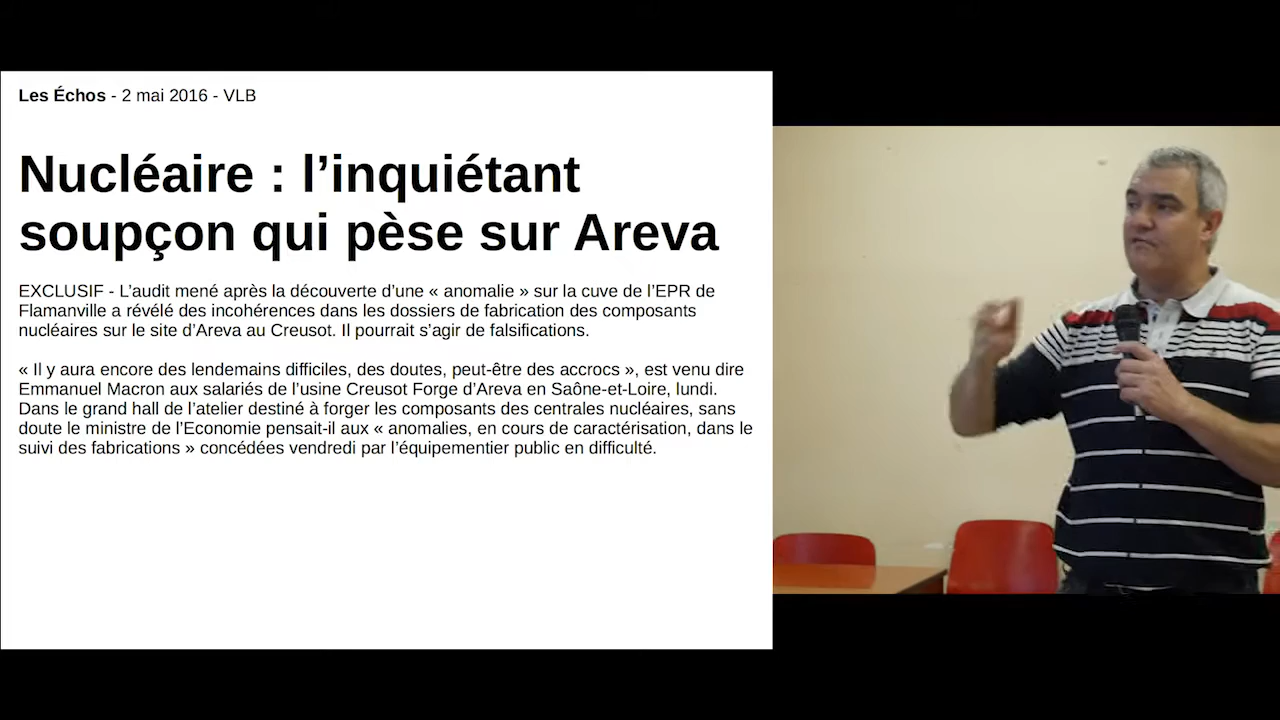 Les Échos - 2 mai 2016 - VLB
Nucléaire : l’inquiétant
soupçon qui pèse sur Areva
EXCLUSIF - L’audit mené après la découverte d’une « anomalie » sur la cuve de l’EPR de
Flamanville a révélé des incohérences dans les dossiers de fabrication des composants
nucléaires sur le site d’Areva au Creusot. Il pourrait s’agir de falsifications.
« Il y aura encore des lendemains difficiles, des doutes, peut-être des accrocs », est venu dire
Emmanuel Macron aux salariés de l’usine Creusot Forge d’Areva en Saône-et-Loire, lundi.
Dans le grand hall de l’atelier destiné à forger les composants des centrales nucléaires, sans
doute le ministre de l’Economie pensait-il aux « anomalies, en cours de caractérisation, dans le
suivi des fabrications » concédées vendredi par l’équipementier public en difficulté.